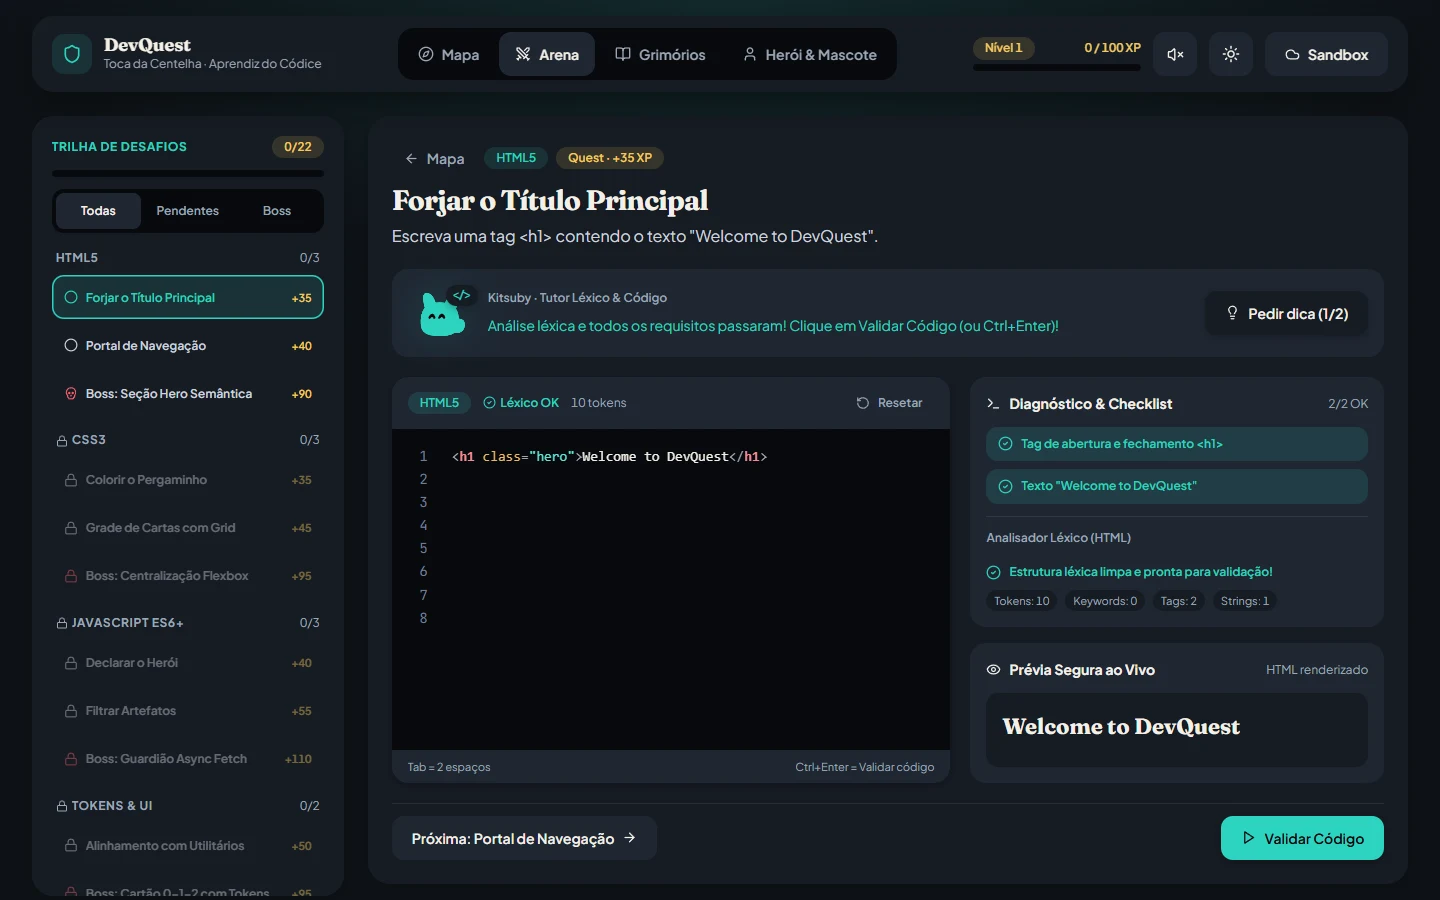 DevQuest
Toca da Centelha · Aprendiz do Códice
Mapa
Arena
Grimórios
Herói & Mascote
Nível 1
0 / 100 XP
Sandbox
TRILHA DE DESAFIOS
0/22
Todas
Pendentes
Boss
HTML5
0/3
Forjar o Título Principal
+35
Portal de Navegação
+40
Boss: Seção Hero Semântica
+90
CSS3
0/3
Colorir o Pergaminho
+40
Grade de Cartas com Grid
+45
Boss: Centralização Flexbox
+95
JAVASCRIPT ES6+
0/3
Declarar o Herói
+40
Filtrar Artefatos
+55
Boss: Guardião Async Fetch
+110
TOKENS & UI
0/2
Alinhamento com Utilitários
+50
Boss: Cartão 0-1-2 com Tokens
+95
Mapa
HTML5
Quest · +35 XP
Forjar o Título Principal
Escreva uma tag <h1> contendo o texto "Welcome to DevQuest".
</>
Kitsuby · Tutor Léxico & Código
Análise léxica e todos os requisitos passaram! Clique em Validar Código (ou Ctrl+Enter)!
Pedir dica (1/2)
HTML5
Léxico OK
10 tokens
Resetar
1 <h1 class="hero">Welcome to DevQuest</h1>
2
3
4
5
6
7
8
Tab = 2 espaços
Ctrl+Enter = Validar código
Diagnóstico & Checklist
2/2 OK
Tag de abertura e fechamento <h1>
Texto "Welcome to DevQuest"
Analisador Léxico (HTML)
Estrutura léxica limpa e pronta para validação!
Tokens: 10
Keywords: 0
Tags: 2
Strings: 1
Prévia Segura ao Vivo
HTML renderizado
Welcome to DevQuest
Próxima: Portal de Navegação
Validar Código